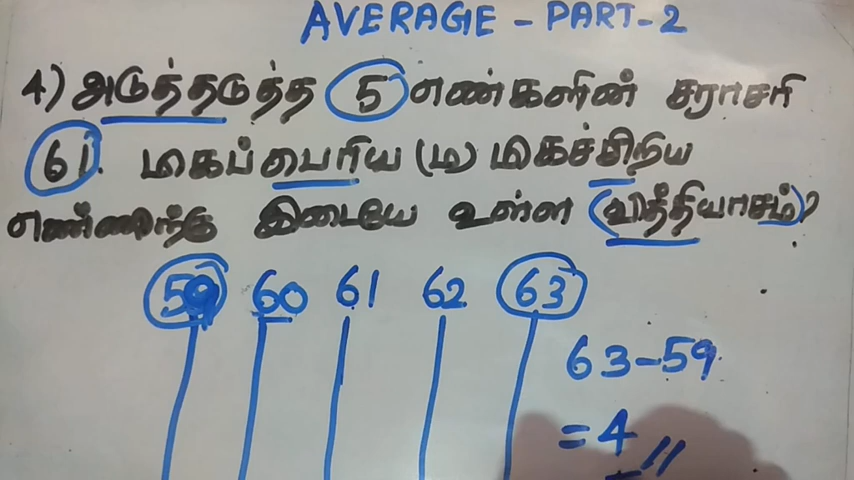 AVERAGE - PART-2
4) அடுத்தடுத்த 5 எண்களின் சராசரி
61. மிகப்பெரிய (ம) மிகச்சிறிய
எண்ணிற்கு இடையே உள்ள (வித்தியாசம்)?
59 60 61 62 63
63-59
=4//